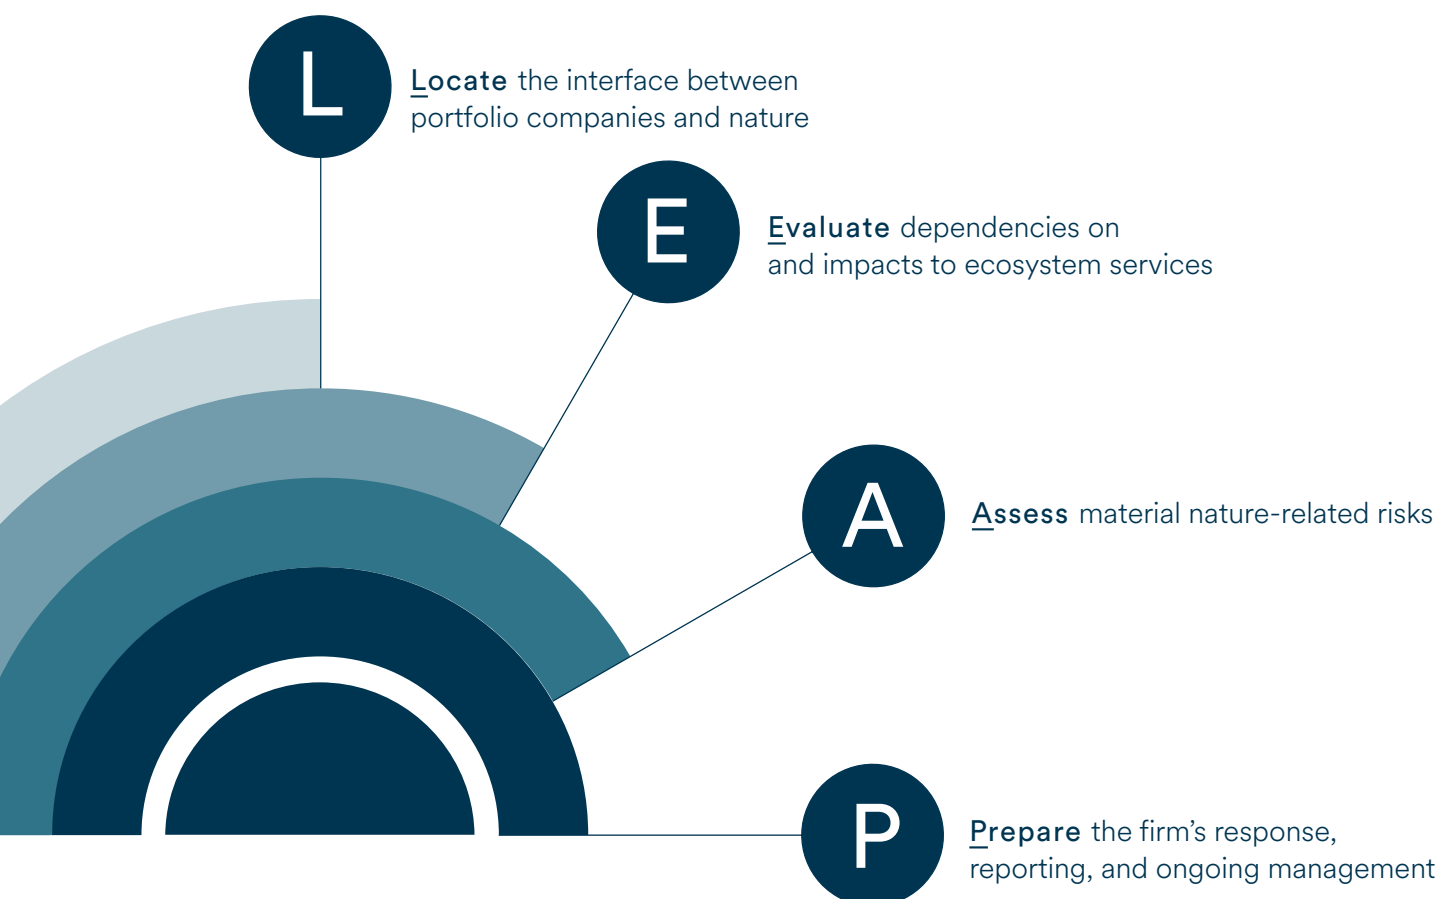 L
Locate the interface between
portfolio companies and nature
E
Evaluate dependencies on
and impacts to ecosystem services
A
Assess material nature-related risks
P
Prepare the firm’s response,
reporting, and ongoing management